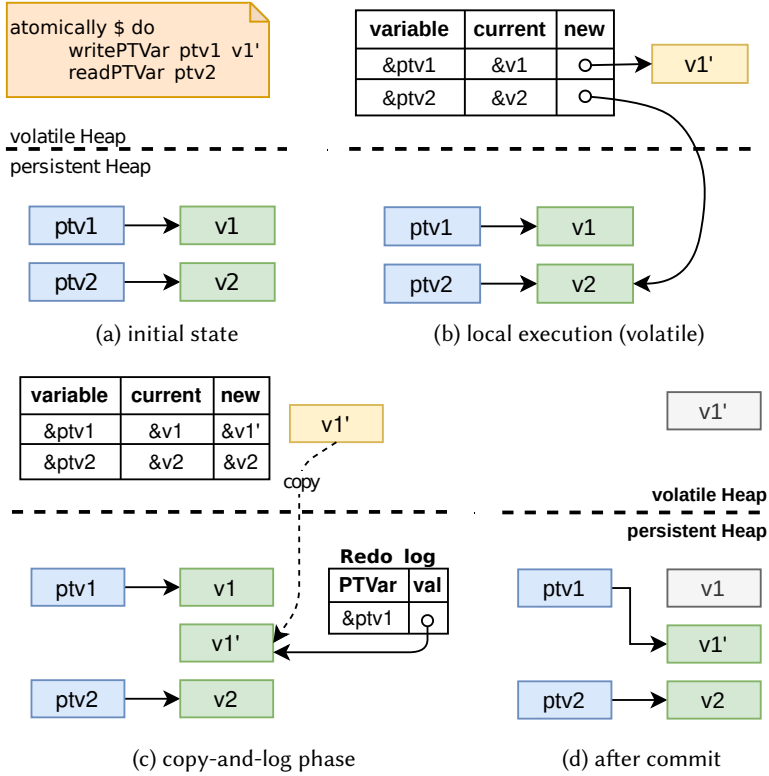 atomically $ do
writePTVar ptv1 v1'
readPTVar ptv2
volatile Heap
persistent Heap
ptv1 v1
ptv2 v2
(a) initial state
variable current new
&ptv1 &v1
&ptv2 &v2
v1'
ptv1 v1
ptv2 v2
(b) local execution (volatile)
variable current new
&ptv1 &v1 &v1'
&ptv2 &v2 &v2
v1'
copy
Redo log
PTVar val
&ptv1
ptv1 v1
v1'
ptv2 v2
(c) copy-and-log phase
v1'
volatile Heap
persistent Heap
ptv1 v1
v1'
ptv2 v2
(d) after commit